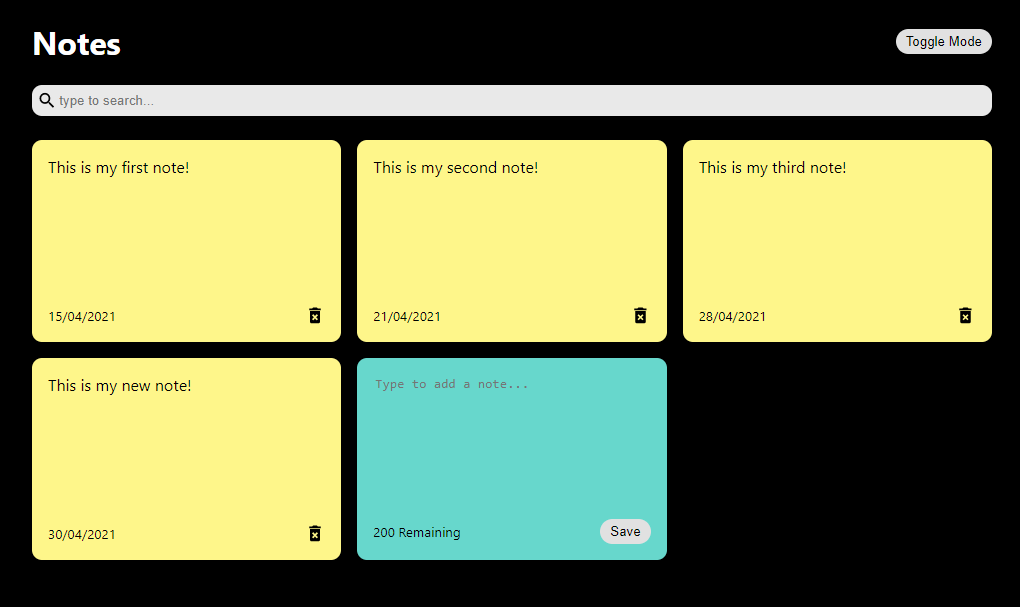 Notes
Toggle Mode
type to search...
This is my first note!
15/04/2021
This is my second note!
21/04/2021
This is my third note!
28/04/2021
This is my new note!
30/04/2021
Type to add a note...
200 Remaining
Save